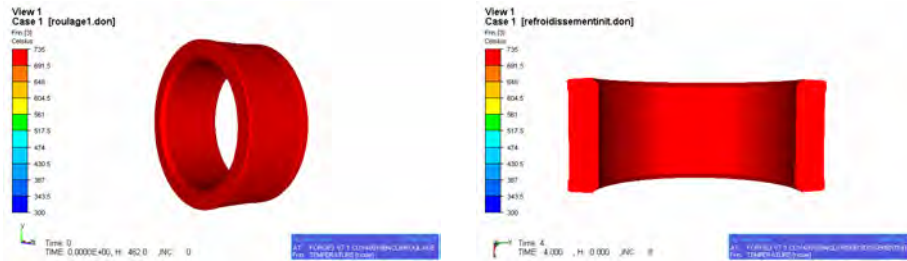 View 1
Case 1 [roulage1.don]
Celsius
735
691.5
648
604.5
561
517.5
474
430.5
387
343.5
300
Time: 0
TIME: 0.0000E+00, H: 462.0 ,INC: 0
View 1
Case 1 [refroidissementinit.don]
Celsius
735
691.5
648
604.5
561
517.5
474
430.5
387
343.5
300
Time: 4
TIME: 4.000 , H: 0.000 ,INC: 8